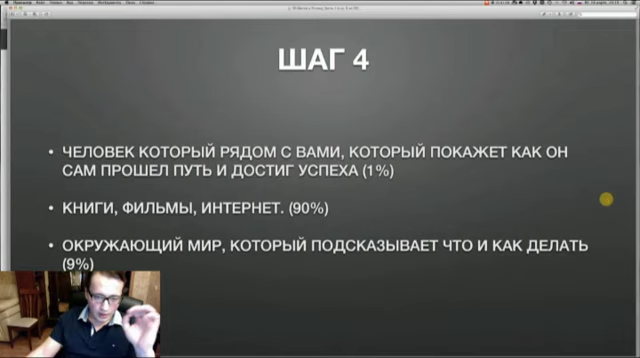 ШАГ 4
• ЧЕЛОВЕК КОТОРЫЙ РЯДОМ С ВАМИ, КОТОРЫЙ ПОКАЖЕТ КАК ОН
САМ ПРОШЕЛ ПУТЬ И ДОСТИГ УСПЕХА (1%)
• КНИГИ, ФИЛЬМЫ, ИНТЕРНЕТ. (90%)
• ОКРУЖАЮЩИЙ МИР, КОТОРЫЙ ПОДСКАЗЫВАЕТ ЧТО И КАК ДЕЛАТЬ
(9%)